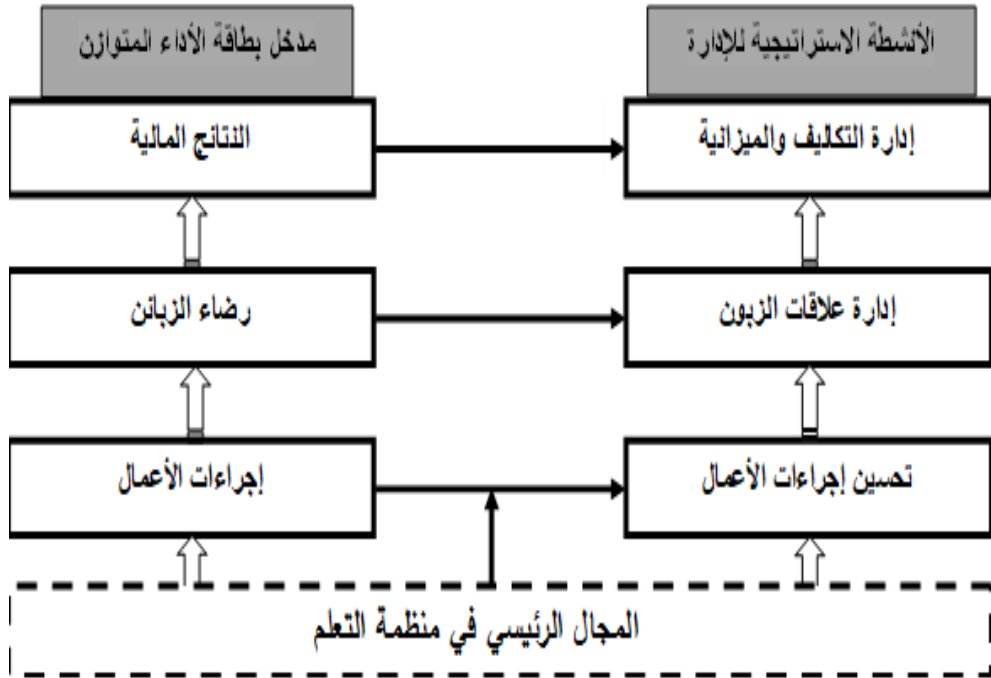 الأنشطة الاستراتيجية للإدارة
مدخل بطاقة الأداء المتوازن
إدارة التكاليف والميزانية
النتائج المالية
إدارة علاقات الزبون
رضاء الزبائن
تحسين إجراءات الأعمال
إجراءات الأعمال
المجال الرئيسي في منظمة التعلم